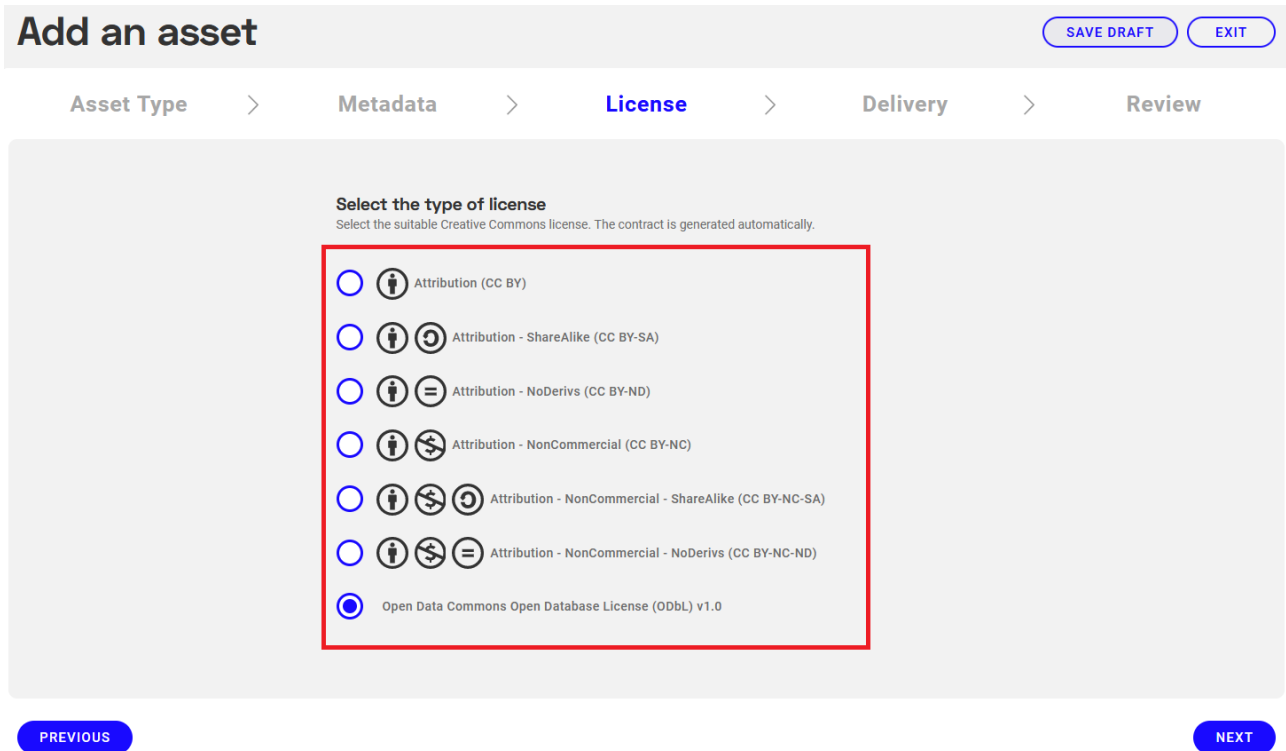 Add an asset
SAVE DRAFT
EXIT
Asset Type
Metadata
License
Delivery
Review
Select the type of license
Select the suitable Creative Commons license. The contract is generated automatically.
Attribution (CC BY)
Attribution - ShareAlike (CC BY-SA)
Attribution - NoDerivs (CC BY-ND)
Attribution - NonCommercial (CC BY-NC)
Attribution - NonCommercial - ShareAlike (CC BY-NC-SA)
Attribution - NonCommercial - NoDerivs (CC BY-NC-ND)
Open Data Commons Open Database License (ODbL) v1.0
PREVIOUS
NEXT